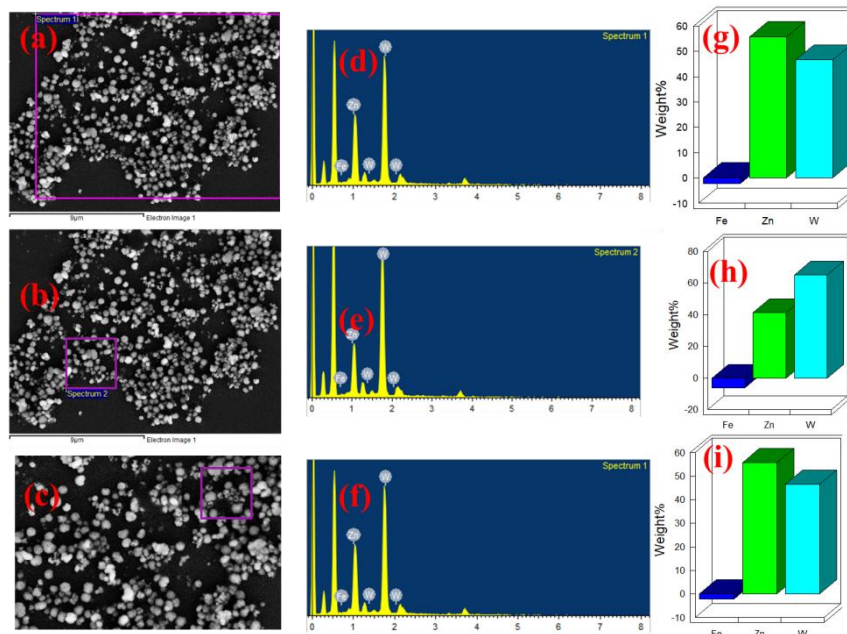 (a)
Spectrum 1
9µm Electron Image 1
(d)
Spectrum 1
W
Zn
Fe W W
0 1 2 3 4 5 6 7 8
(g)
Weight%
60
50
40
30
20
10
0
-10
Fe Zn W
(b)
Spectrum 2
9µm Electron Image 1
(e)
Spectrum 2
W
Zn
Fe W W
0 1 2 3 4 5 6 7 8
(h)
Weight%
80
60
40
20
0
-20
Fe Zn W
(c)
(f)
Spectrum 1
W
Zn
Fe W W
0 1 2 3 4 5 6 7 8
(i)
Weight%
60
50
40
30
20
10
0
-10
Fe Zn W